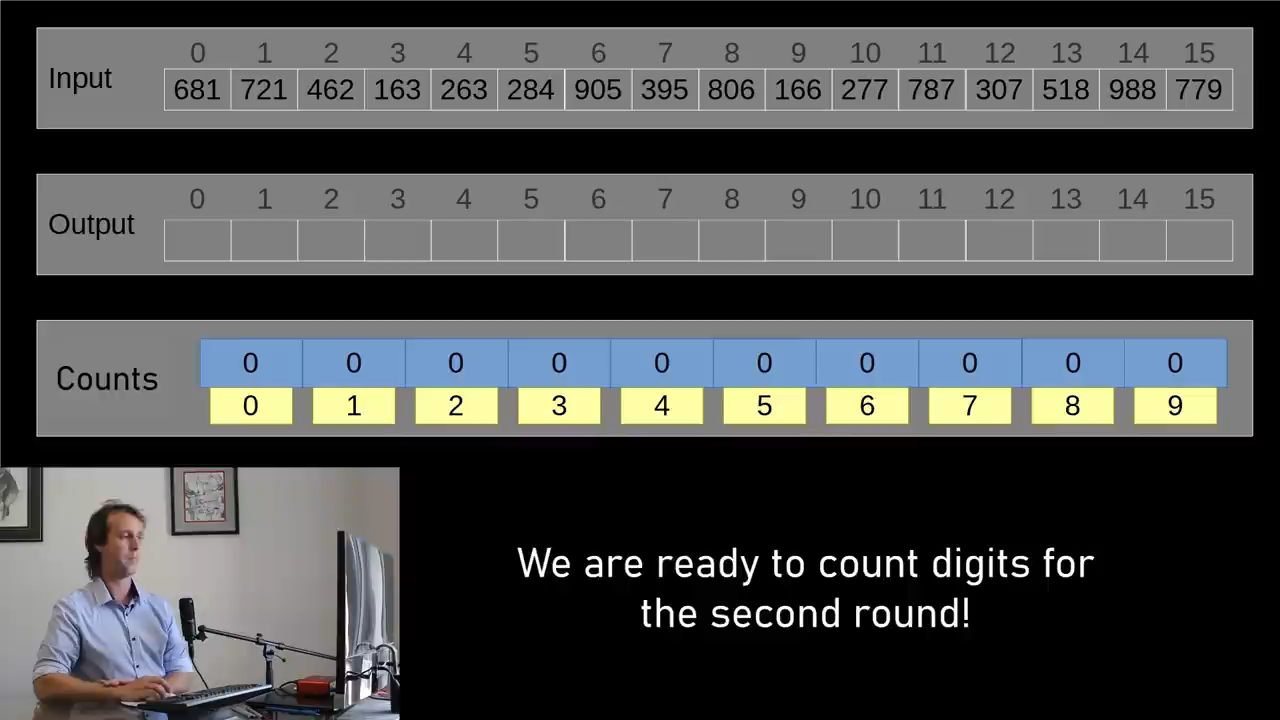 0 1 2 3 4 5 6 7 8 9 10 11 12 13 14 15
Input 681 721 462 163 263 284 905 395 806 166 277 787 307 518 988 779
0 1 2 3 4 5 6 7 8 9 10 11 12 13 14 15
Output
0 0 0 0 0 0 0 0 0 0
Counts
0 1 2 3 4 5 6 7 8 9
We are ready to count digits for
the second round!